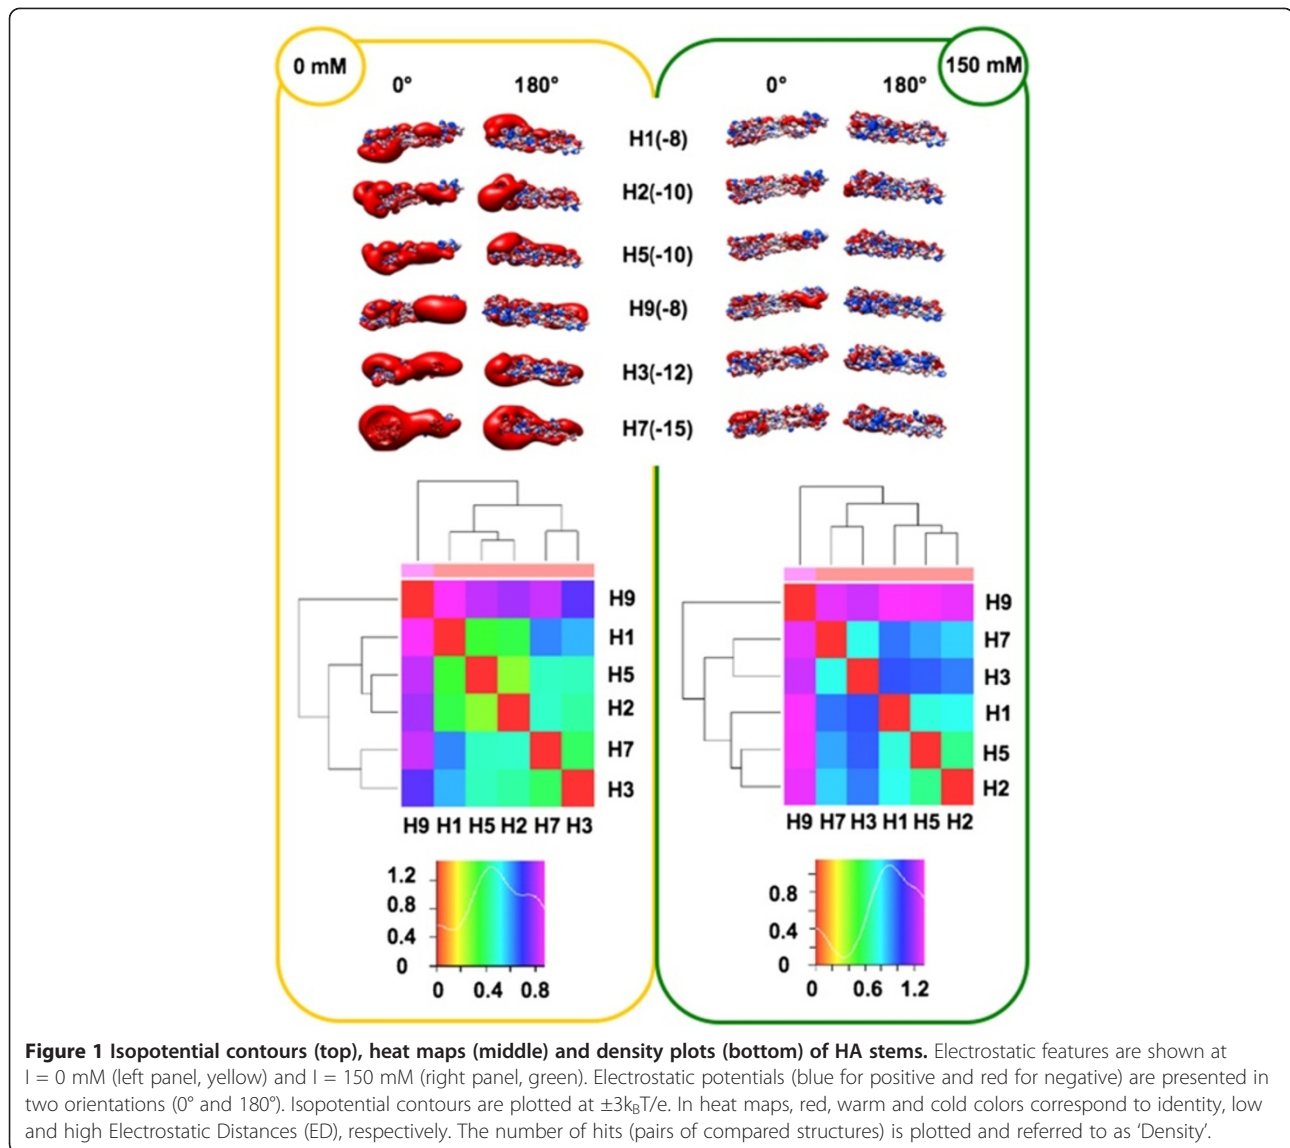 0 mM
150 mM
0° 180°
0° 180°
H1(-8)
H2(-10)
H5(-10)
H9(-8)
H3(-12)
H7(-15)
H9
H1
H5
H2
H7
H3
H9 H1 H5 H2 H7 H3
1.2
0.8
0.4
0
0 0.4 0.8
H9
H7
H3
H1
H5
H2
H9 H7 H3 H1 H5 H2
0.8
0.4
0
0 0.6 1.2
Figure 1 Isopotential contours (top), heat maps (middle) and density plots (bottom) of HA stems. Electrostatic features are shown at
I = 0 mM (left panel, yellow) and I = 150 mM (right panel, green). Electrostatic potentials (blue for positive and red for negative) are presented in
two orientations (0° and 180°). Isopotential contours are plotted at ±3k_BT/e. In heat maps, red, warm and cold colors correspond to identity, low
and high Electrostatic Distances (ED), respectively. The number of hits (pairs of compared structures) is plotted and referred to as ‘Density’.